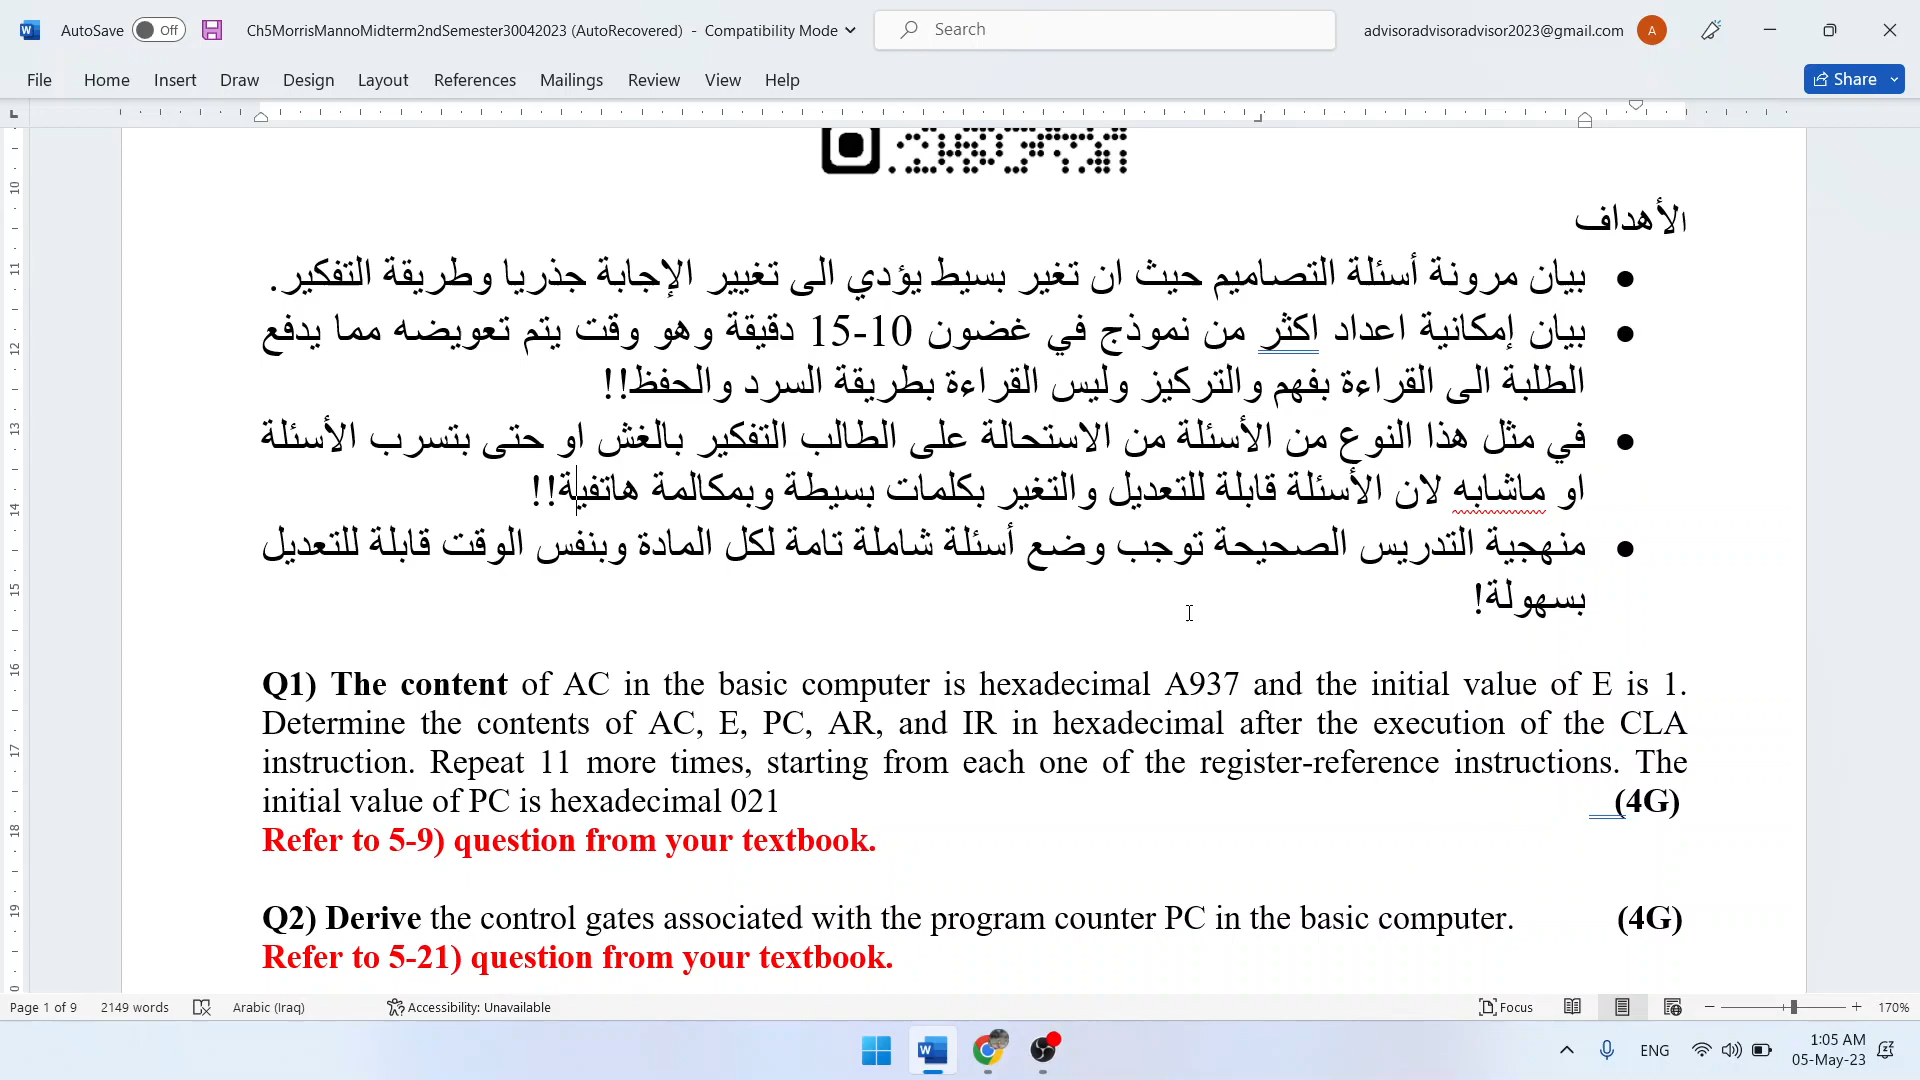 AutoSave Off Ch5MorrisMannoMidterm2ndSemester30042023 (AutoRecovered) - Compatibility Mode Search advisoradvisoradvisor2023@gmail.com A
File Home Insert Draw Design Layout References Mailings Review View Help Share
الأهداف
بيان مرونة أسئلة التصاميم حيث ان تغير بسيط يؤدي الى تغيير الإجابة جذريا وطريقة التفكير.
بيان إمكانية اعداد اكثر من نموذج في غضون 10-15 دقيقة وهو وقت يتم تعويضه مما يدفع
الطلبة الى القراءة بفهم والتركيز وليس القراءة بطريقة السرد والحفظ!!
في مثل هذا النوع من الأسئلة من الاستحالة على الطالب التفكير بالغش او حتى بتسرب الأسئلة
او ماشابه لان الأسئلة قابلة للتعديل والتغير بكلمات بسيطة وبمكالمة هاتفية!!
منهجية التدريس الصحيحة توجب وضع أسئلة شاملة تامة لكل المادة وبنفس الوقت قابلة للتعديل
بسهولة!
Q1) The content of AC in the basic computer is hexadecimal A937 and the initial value of E is 1.
Determine the contents of AC, E, PC, AR, and IR in hexadecimal after the execution of the CLA
instruction. Repeat 11 more times, starting from each one of the register-reference instructions. The
initial value of PC is hexadecimal 021 (4G)
Refer to 5-9) question from your textbook.
Q2) Derive the control gates associated with the program counter PC in the basic computer. (4G)
Refer to 5-21) question from your textbook.
Page 1 of 9 2149 words Arabic (Iraq) Accessibility: Unavailable Focus 170%
ENG 1:05 AM
05-May-23
10
11
12
13
14
15
16
17
18
19